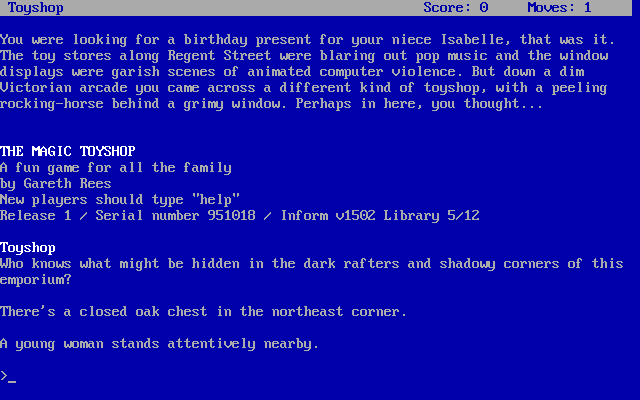 Toyshop Score: 0 Moves: 1
You were looking for a birthday present for your niece Isabelle, that was it.
The toy stores along Regent Street were blaring out pop music and the window
displays were garish scenes of animated computer violence. But down a dim
Victorian arcade you came across a different kind of toyshop, with a peeling
rocking-horse behind a grimy window. Perhaps in here, you thought...
THE MAGIC TOYSHOP
A fun game for all the family
by Gareth Rees
New players should type "help"
Release 1 / Serial number 951018 / Inform v1502 Library 5/12
Toyshop
Who knows what might be hidden in the dark rafters and shadowy corners of this
emporium?
There's a closed oak chest in the northeast corner.
A young woman stands attentively nearby.
>_